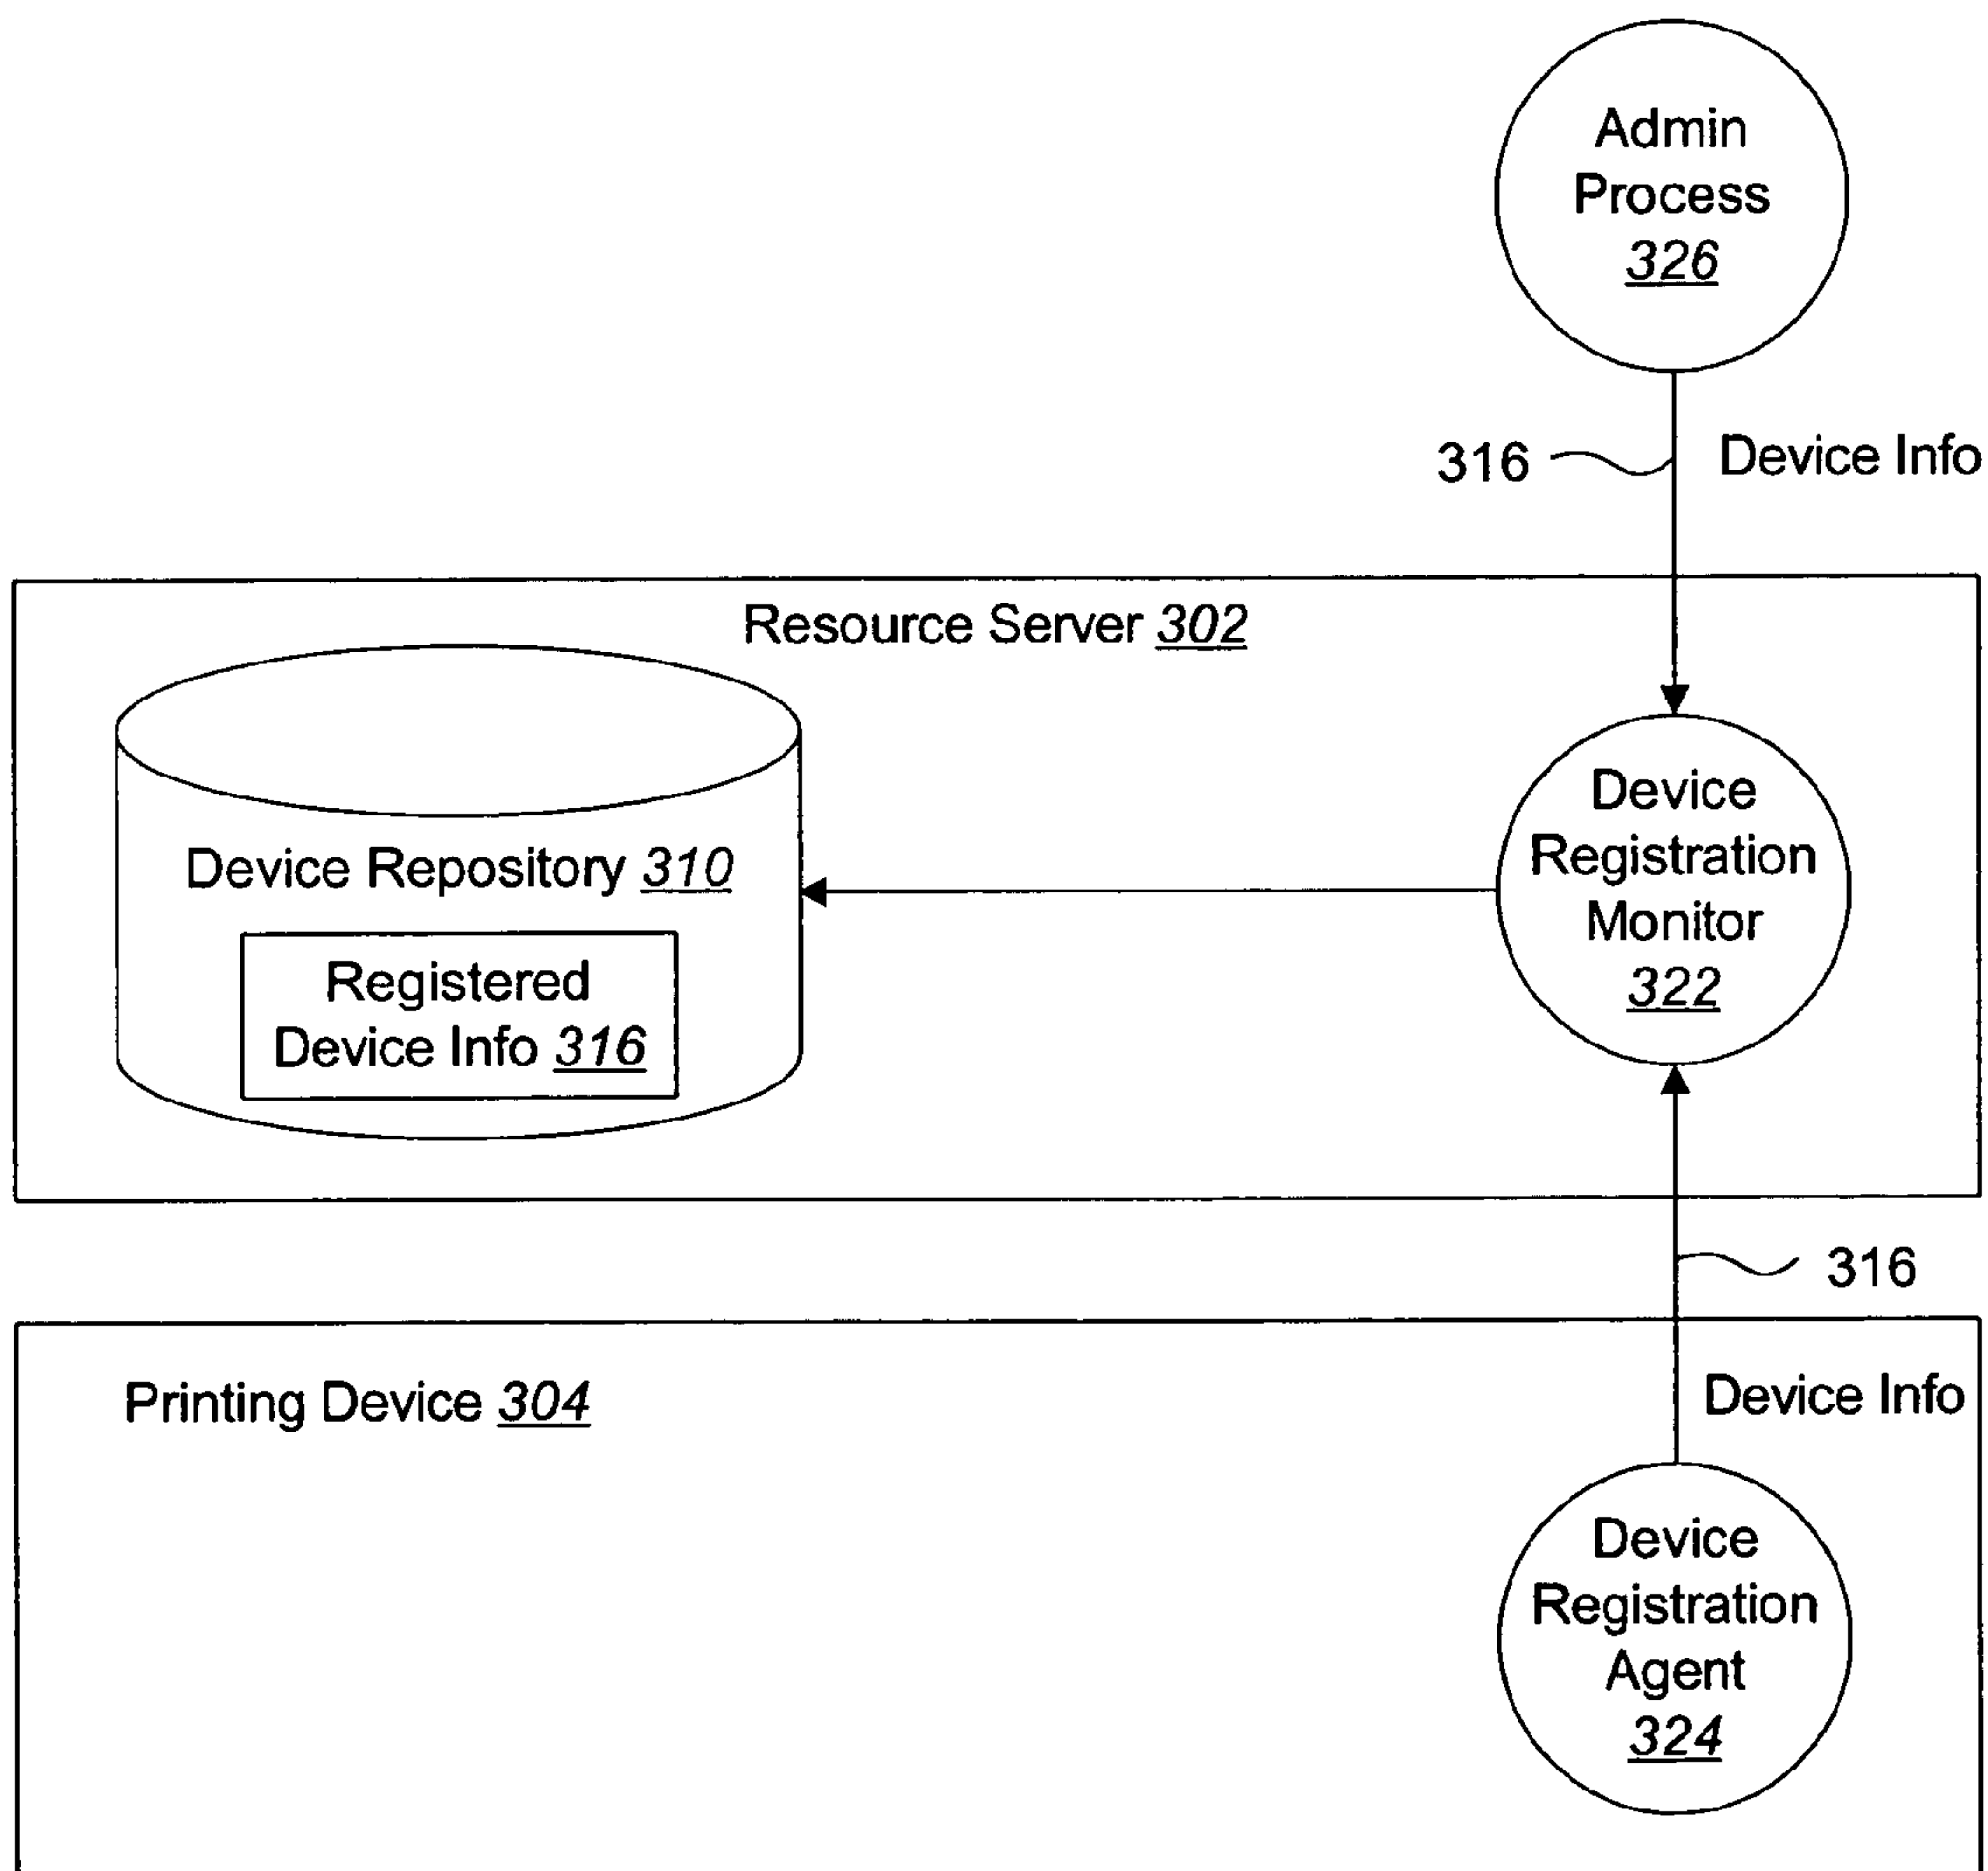 Admin
Process
326
316
Device Info
Resource Server 302
Device Repository 310
Registered
Device Info 316
Device
Registration
Monitor
322
316
Printing Device 304
Device Info
Device
Registration
Agent
324